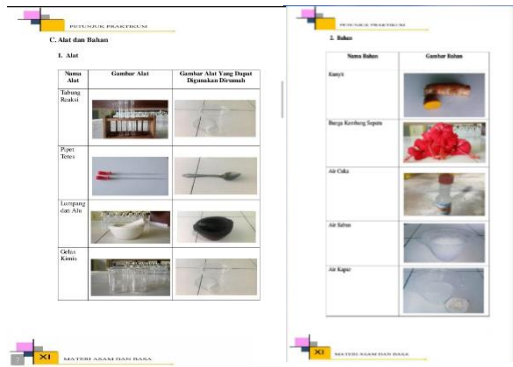 PETUNJUK PRAKTIKUM
C. Alat dan Bahan
1. Alat
Nama Alat
Gambar Alat
Gambar Alat Yang Dapat Digunakan Dirumah
Tabung Reaksi
Pipet Tetes
Lumpang dan Alu
Gelas Kimia
XI
MATERI ASAM DAN BASA
PETUNJUK PRAKTIKUM
2. Bahan
Nama Bahan
Gambar Bahan
Kunyit
Bunga Kembang Sepatu
Air Cuka
Air Sabun
Air Kapur
XI
MATERI ASAM DAN BASA